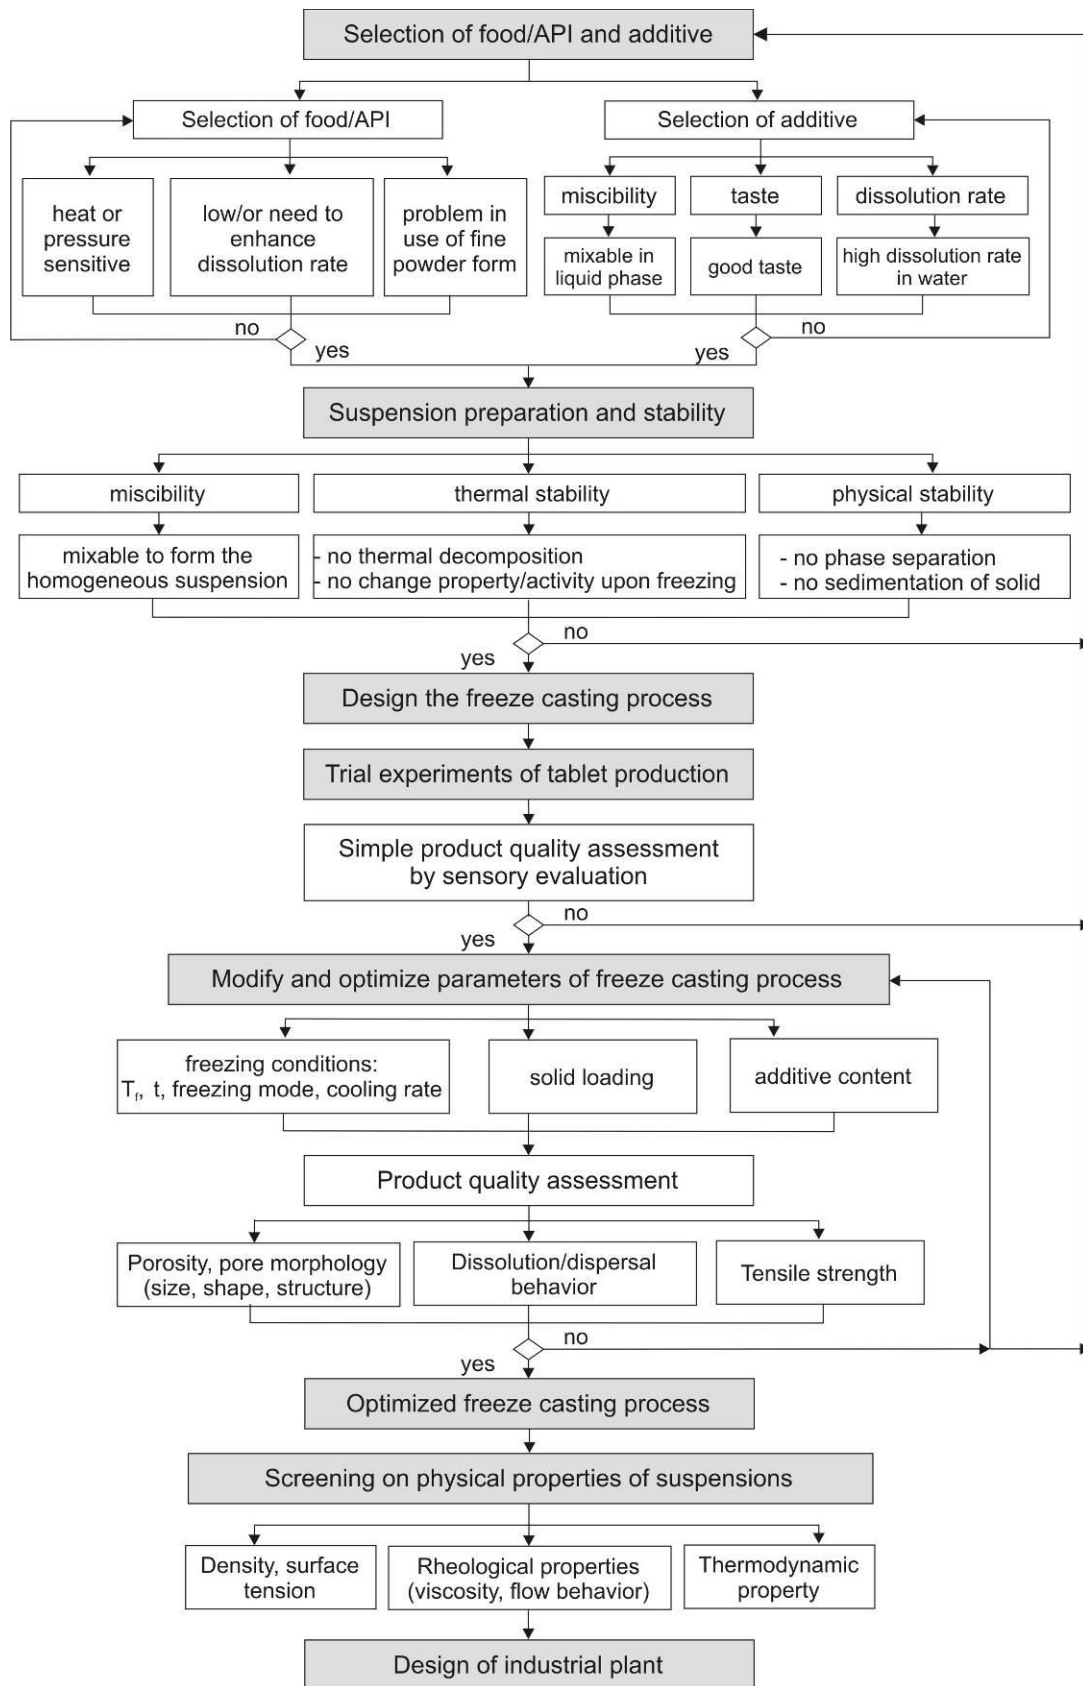 Selection of food/API and additive
Selection of food/API
Selection of additive
heat or
pressure
sensitive
low/or need to
enhance
dissolution rate
problem in
use of fine
powder form
miscibility
taste
dissolution rate
mixable in
liquid phase
good taste
high dissolution rate
in water
no
yes
yes
no
Suspension preparation and stability
miscibility
thermal stability
physical stability
mixable to form the
homogeneous suspension
- no thermal decomposition
- no change property/activity upon freezing
- no phase separation
- no sedimentation of solid
no
yes
Design the freeze casting process
Trial experiments of tablet production
Simple product quality assessment
by sensory evaluation
no
yes
Modify and optimize parameters of freeze casting process
freezing conditions:
Tf, t, freezing mode, cooling rate
solid loading
additive content
Product quality assessment
Porosity, pore morphology
(size, shape, structure)
Dissolution/dispersal
behavior
Tensile strength
no
yes
Optimized freeze casting process
Screening on physical properties of suspensions
Density, surface
tension
Rheological properties
(viscosity, flow behavior)
Thermodynamic
property
Design of industrial plant